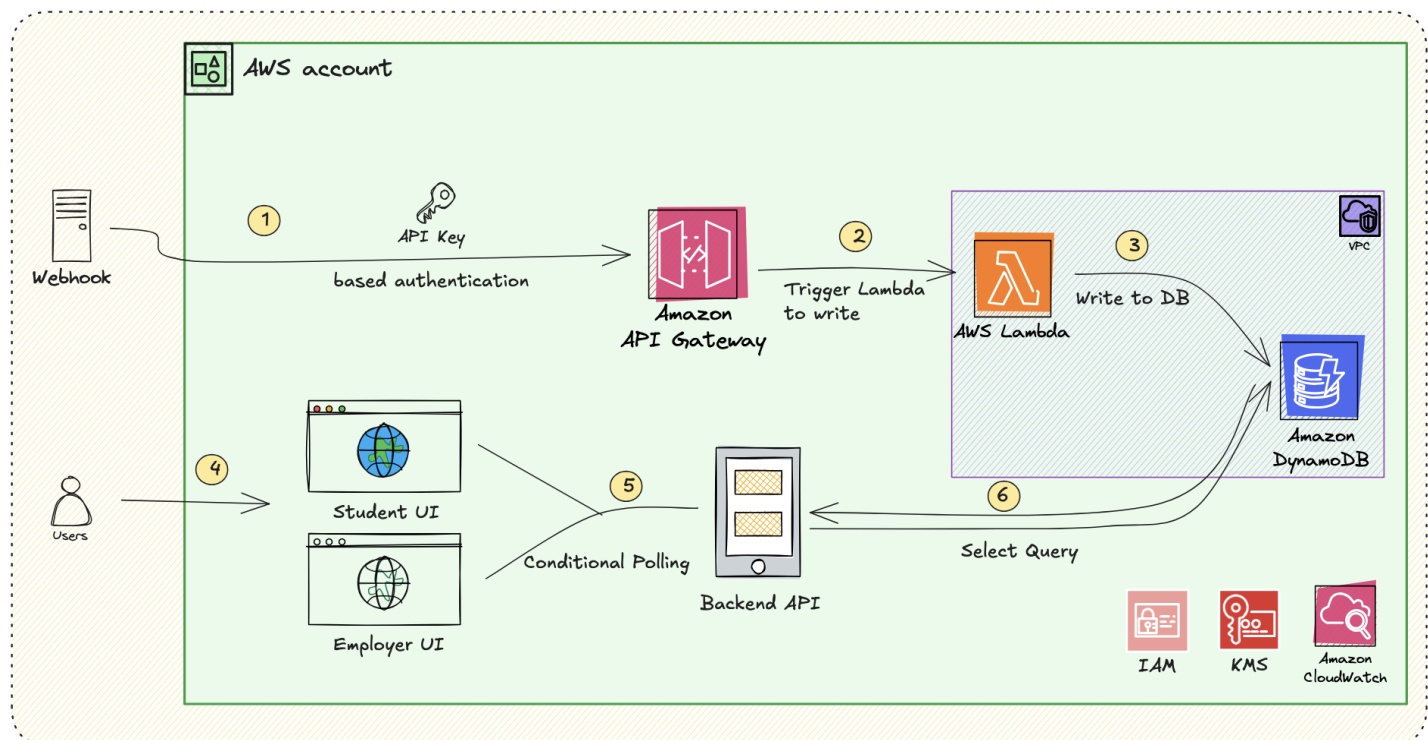 AWS account
1
API Key
based authentication
Webhook
Amazon
API Gateway
2
Trigger Lambda
to write
VPC
3
Write to DB
AWS Lambda
Amazon
DynamoDB
4
Users
Student UI
Employer UI
5
Conditional Polling
Backend API
6
Select Query
IAM
KMS
Amazon
CloudWatch